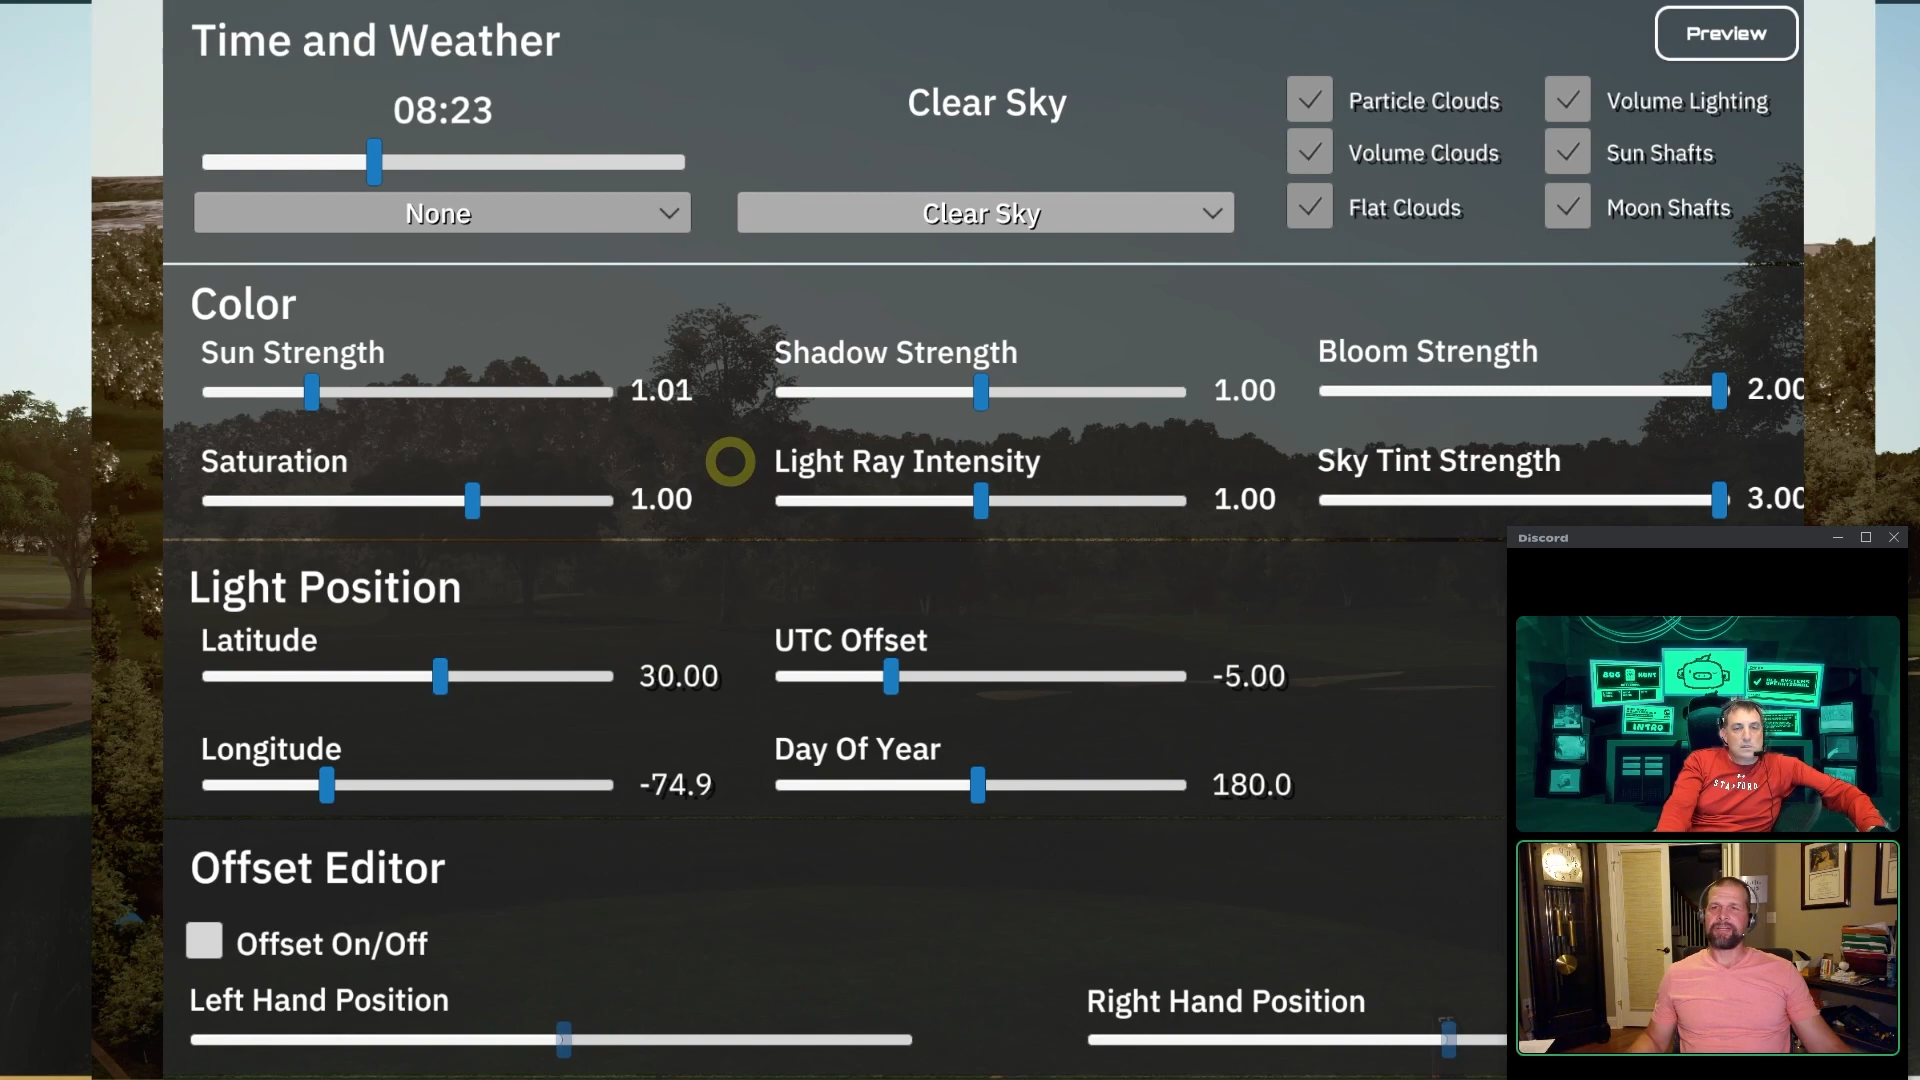 Time and Weather
Preview
08:23
Clear Sky
Particle Clouds
Volume Lighting
Volume Clouds
Sun Shafts
None
Clear Sky
Flat Clouds
Moon Shafts
Color
Sun Strength
1.01
Shadow Strength
1.00
Bloom Strength
2.00
Saturation
1.00
Light Ray Intensity
1.00
Sky Tint Strength
3.00
Discord
Light Position
Latitude
30.00
UTC Offset
-5.00
Longitude
-74.9
Day Of Year
180.0
BUG HUNT
INTRO
STAFFORD
Offset Editor
Offset On/Off
Left Hand Position
Right Hand Position